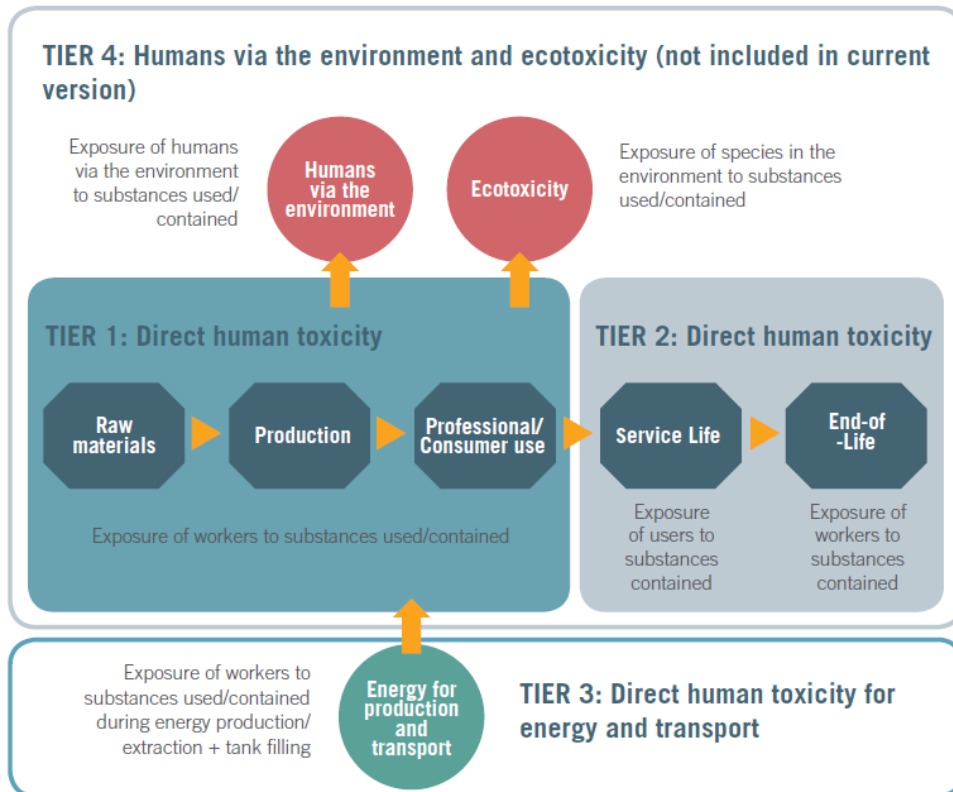 TIER 4: Humans via the environment and ecotoxicity (not included in current
version)
Exposure of humans
via the environment
to substances used/
contained
Humans
via the
environment
Ecotoxicity
Exposure of species in the
environment to substances
used/contained
TIER 1: Direct human toxicity
Raw
materials
Production
Professional/
Consumer use
Exposure of workers to substances used/contained
TIER 2: Direct human toxicity
Service Life
End-of
-Life
Exposure
of users to
substances
contained
Exposure of
workers to
substances
contained
Exposure of workers to
substances used/contained
during energy production/
extraction + tank filling
Energy for
production
and
transport
TIER 3: Direct human toxicity for
energy and transport